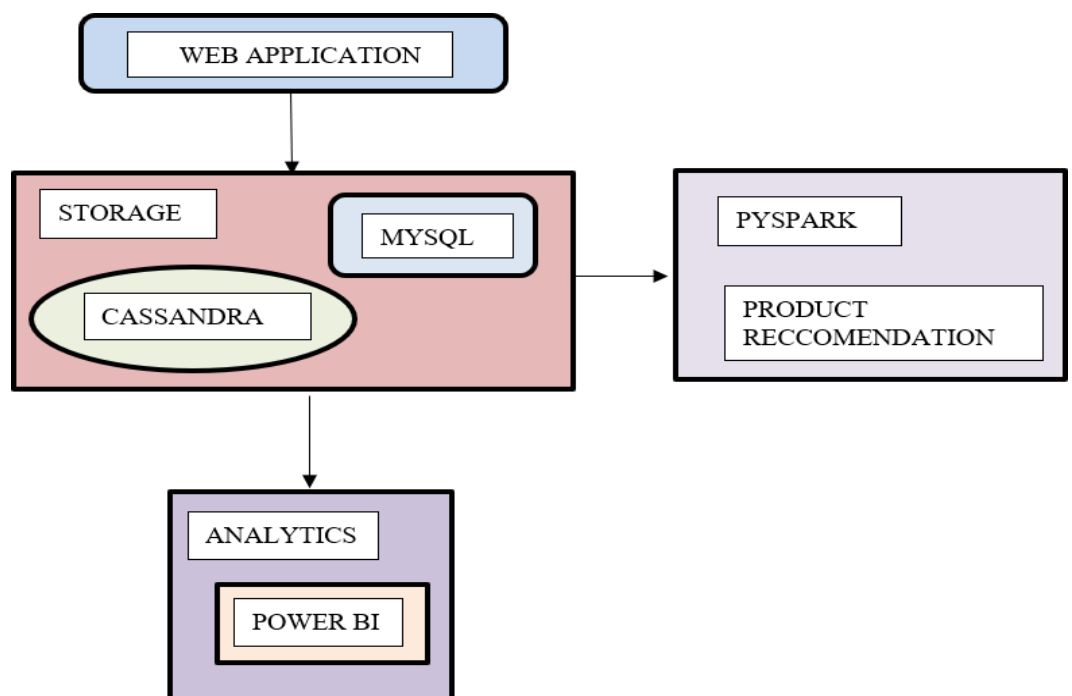 WEB APPLICATION
STORAGE
MYSQL
CASSANDRA
PYSPARK
PRODUCT
RECCOMENDATION
ANALYTICS
POWER BI